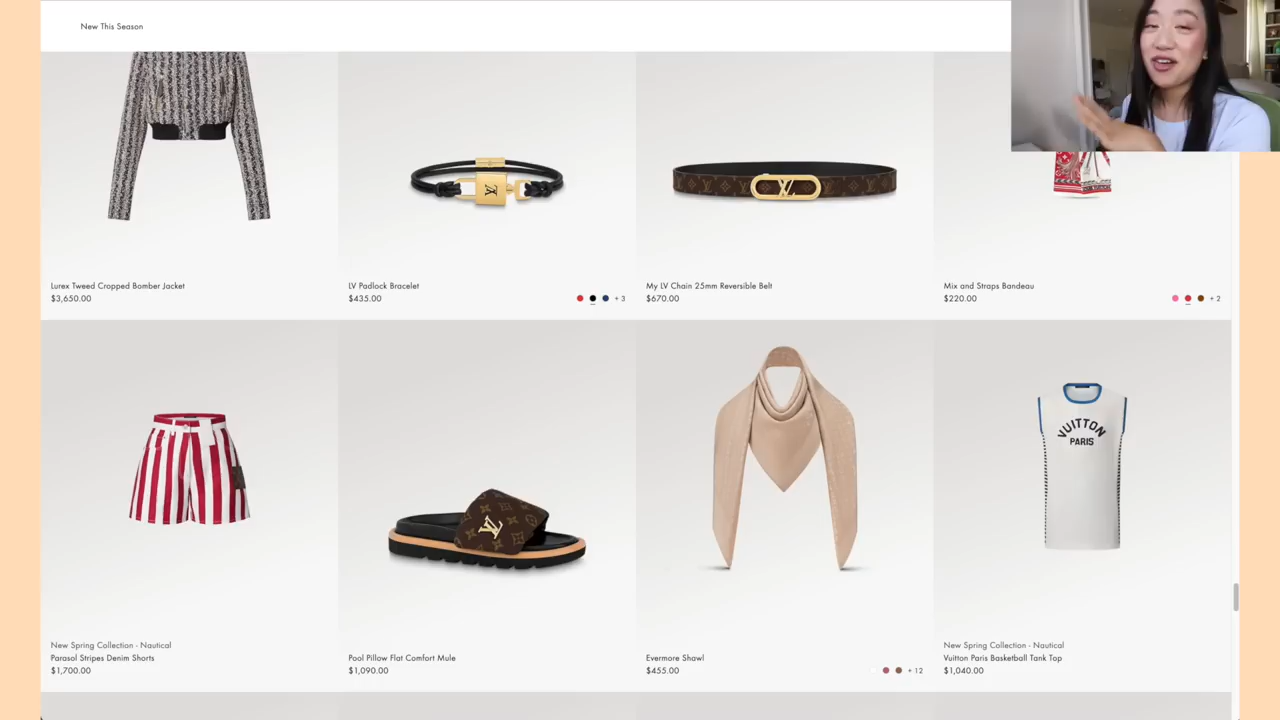 New This Season
Lurex Tweed Cropped Bomber Jacket
$3,650.00
LV Padlock Bracelet
$435.00
+ 3
My LV Chain 25mm Reversible Belt
$670.00
Mix and Straps Bandeau
$220.00
+ 2
VUITTON
PARIS
New Spring Collection - Nautical
Parasol Stripes Denim Shorts
$1,700.00
Pool Pillow Flat Comfort Mule
$1,090.00
Evermore Shawl
$455.00
+ 12
New Spring Collection - Nautical
Vuitton Paris Basketball Tank Top
$1,040.00